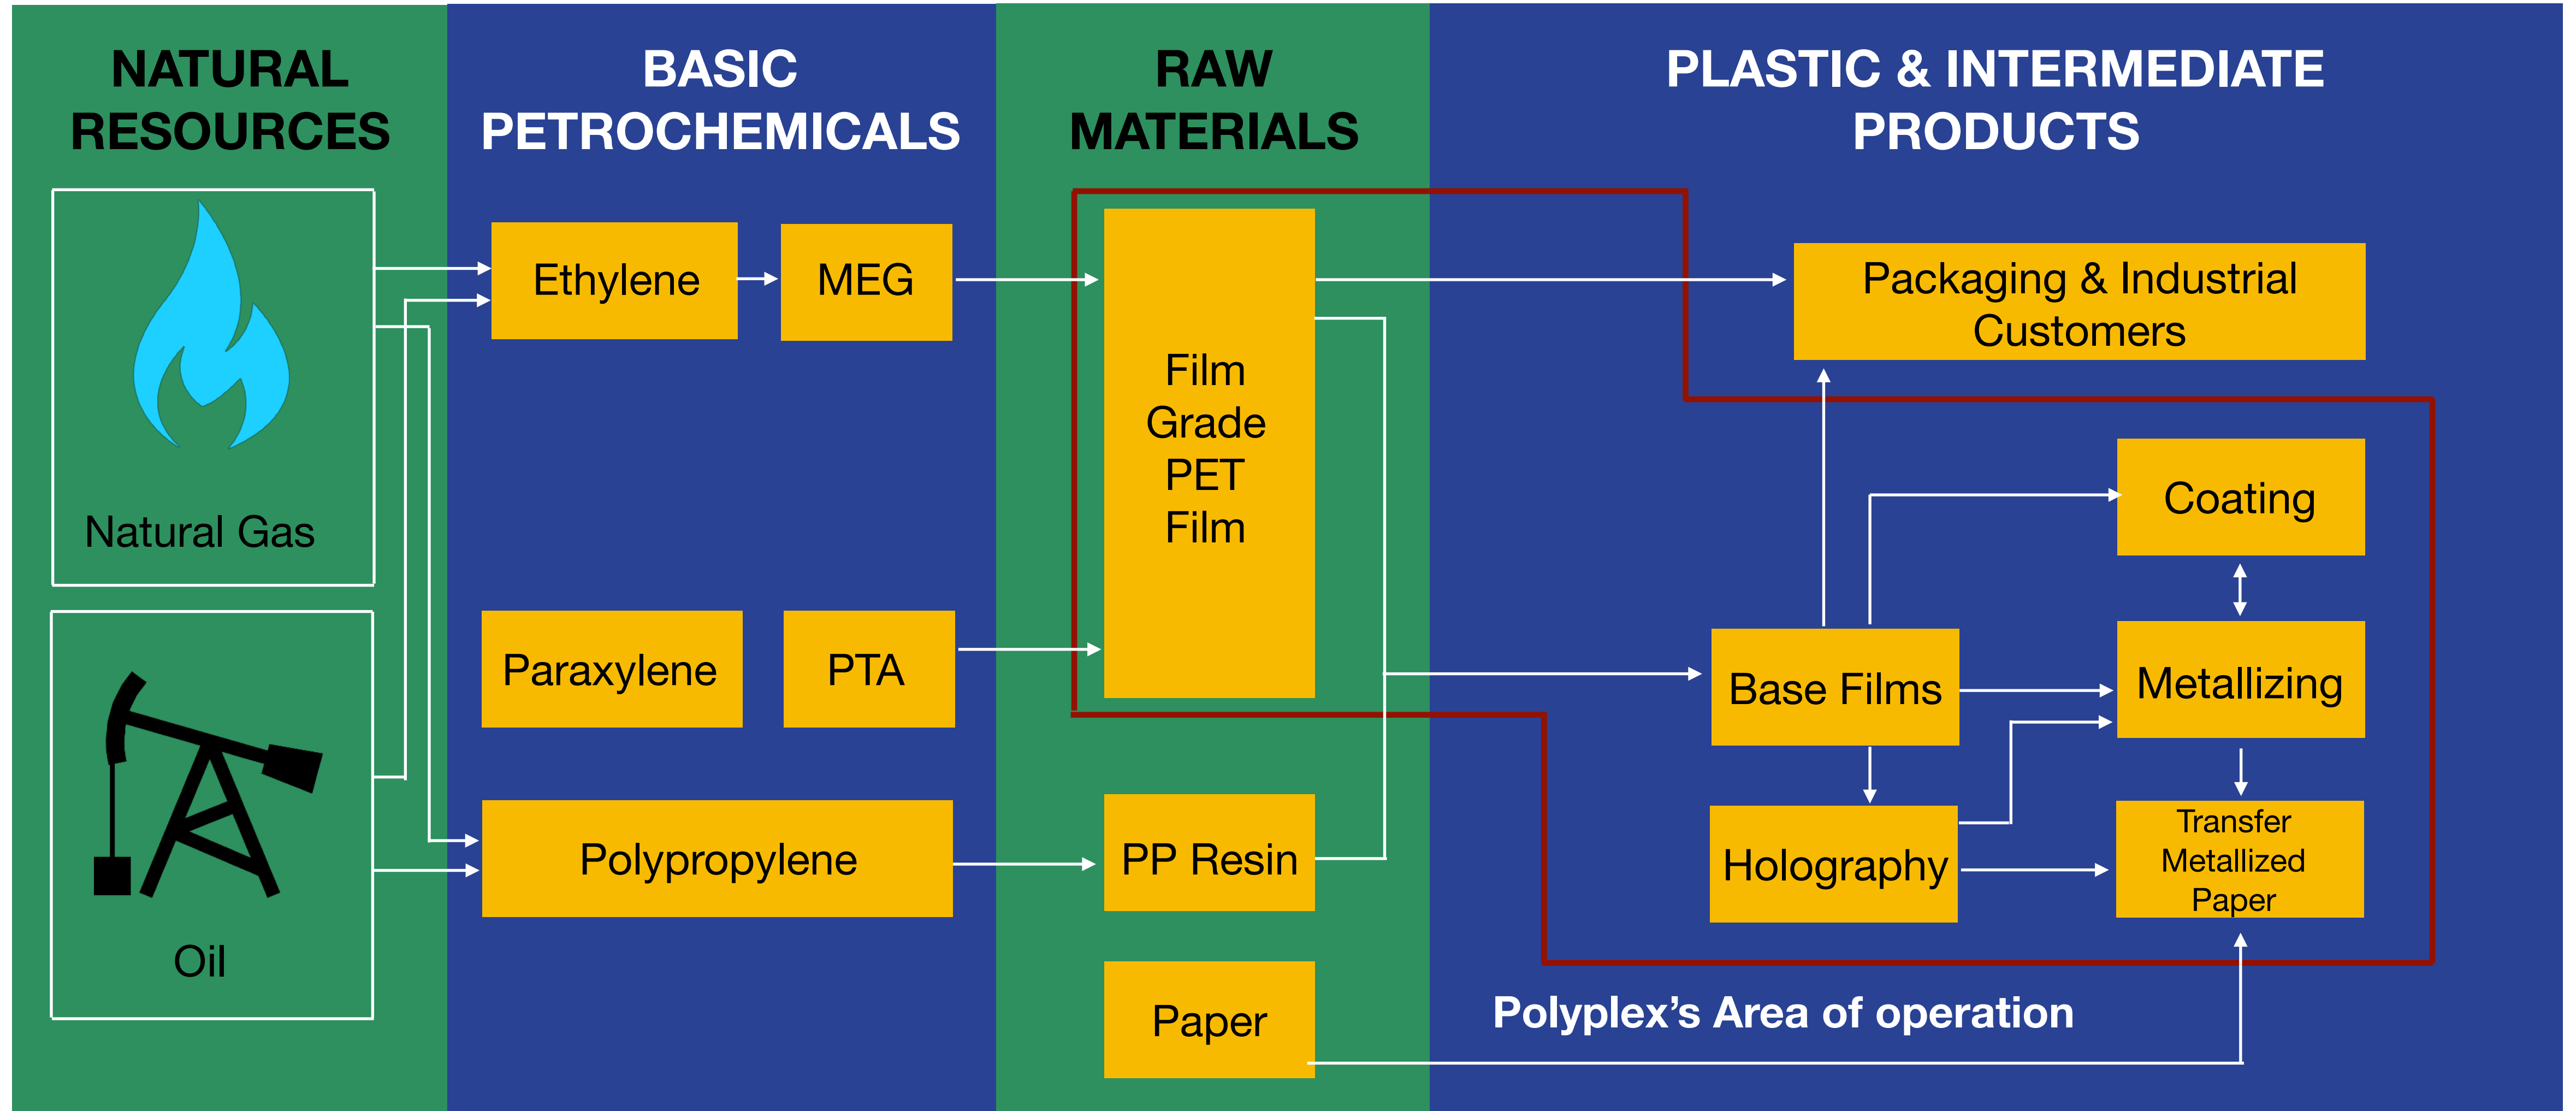 NATURAL
RESOURCES
BASIC
PETROCHEMICALS
RAW
MATERIALS
PLASTIC & INTERMEDIATE
PRODUCTS
Natural Gas
Oil
Ethylene
MEG
Paraxylene
PTA
Polypropylene
Film
Grade
PET
Film
PP Resin
Paper
Packaging & Industrial
Customers
Coating
Base Films
Metallizing
Holography
Transfer
Metallized
Paper
Polyplex’s Area of operation